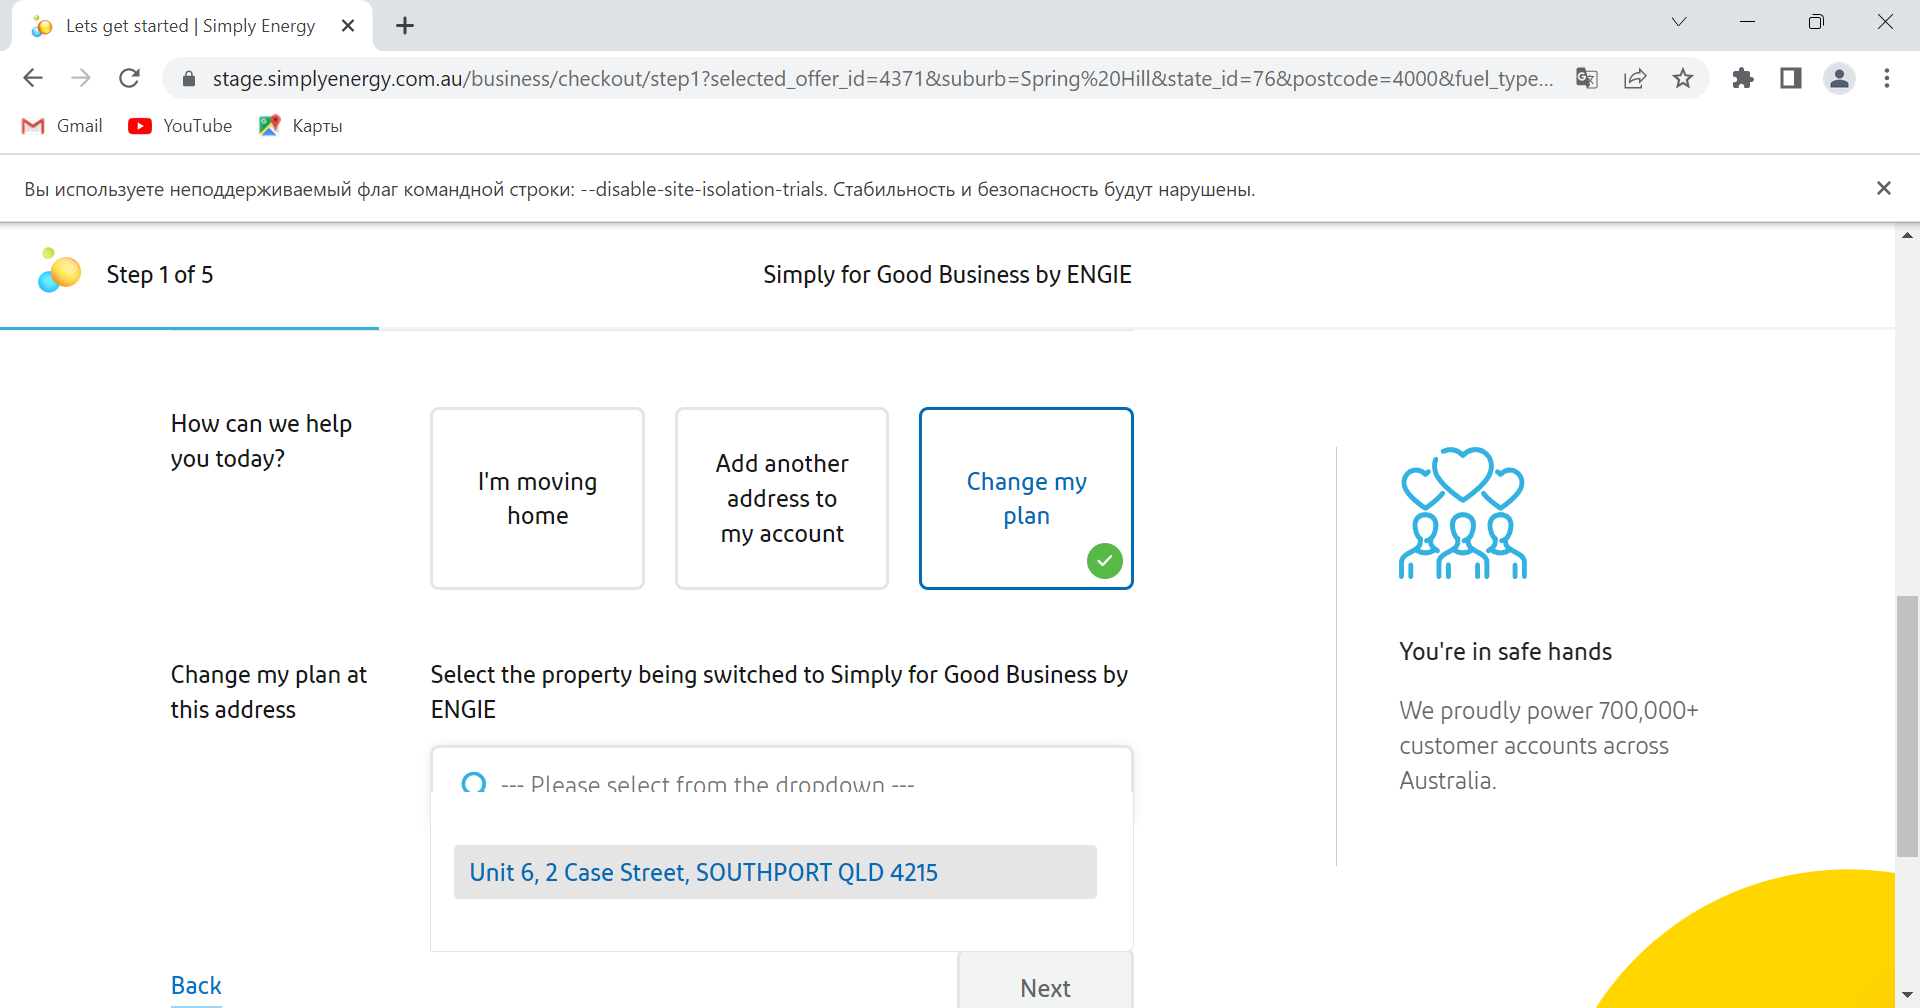 Lets get started | Simply Energy
stage.simplyenergy.com.au/business/checkout/step1?selected_offer_id=4371&suburb=Spring%20Hill&state_id=76&postcode=4000&fuel_type...
Gmail
YouTube
Карты
Вы используете неподдерживаемый флаг командной строки: --disable-site-isolation-trials. Стабильность и безопасность будут нарушены.
Step 1 of 5
Simply for Good Business by ENGIE
How can we help
you today?
I'm moving
home
Add another
address to
my account
Change my
plan
You're in safe hands
We proudly power 700,000+
customer accounts across
Australia.
Change my plan at
this address
Select the property being switched to Simply for Good Business by
ENGIE
--- Please select from the dropdown ---
Unit 6, 2 Case Street, SOUTHPORT QLD 4215
Back
Next